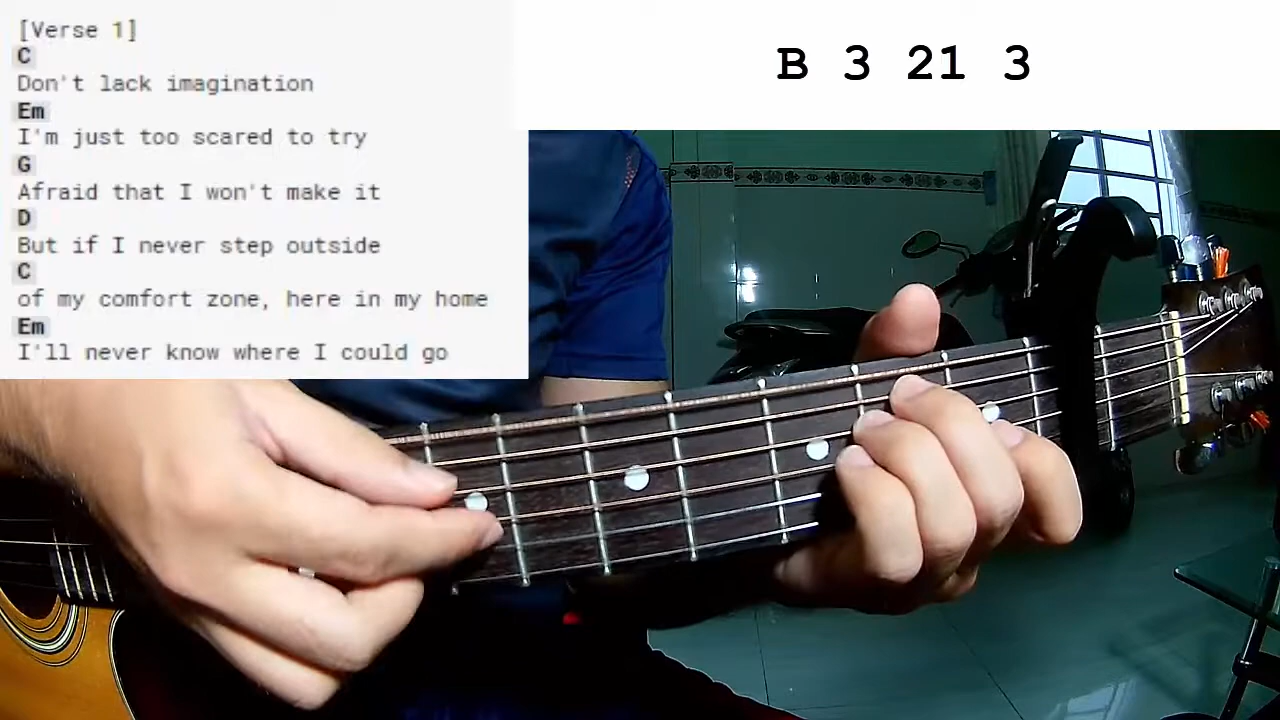 [Verse 1]
C
Don't lack imagination
Em
I'm just too scared to try
G
Afraid that I won't make it
D
But if I never step outside
C
of my comfort zone, here in my home
Em
I'll never know where I could go
B 3 21 3